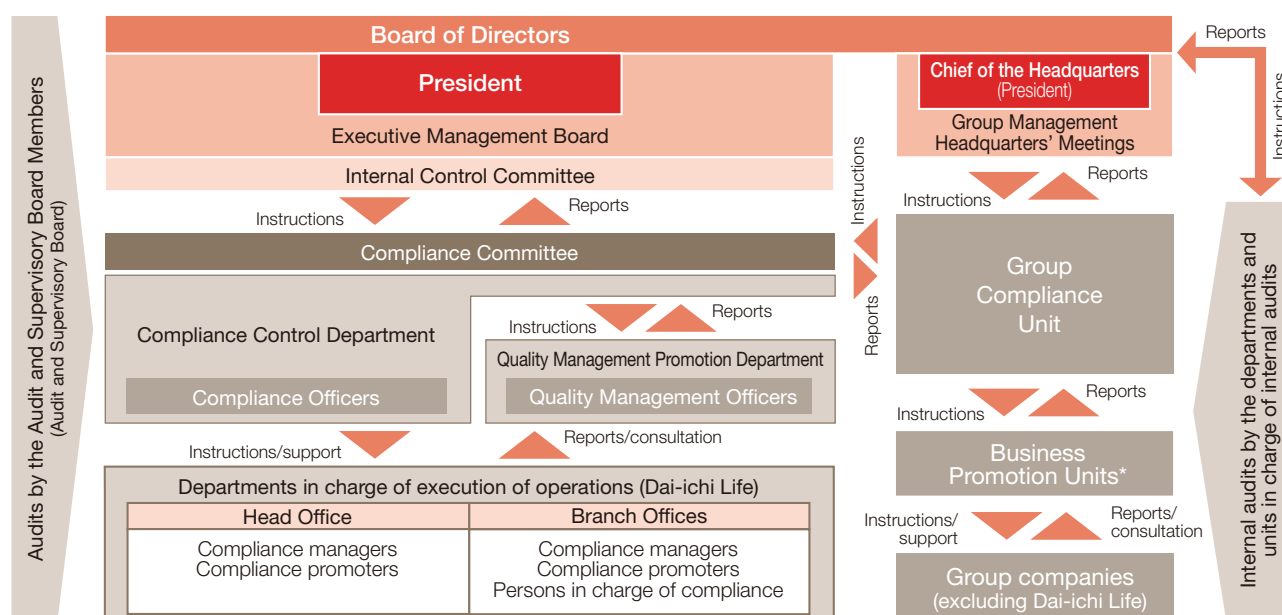 Audits by the Audit and Supervisory Board Members
(Audit and Supervisory Board)
Board of Directors
President
Executive Management Board
Internal Control Committee
Instructions
Reports
Compliance Committee
Compliance Control Department
Compliance Officers
Instructions
Reports
Quality Management Promotion Department
Quality Management Officers
Instructions/support
Reports/consultation
Departments in charge of execution of operations (Dai-ichi Life)
Head Office
Compliance managers
Compliance promoters
Branch Offices
Compliance managers
Compliance promoters
Persons in charge of compliance
Instructions
Reports
Chief of the Headquarters
(President)
Group Management
Headquarters' Meetings
Instructions
Reports
Group
Compliance
Unit
Instructions
Reports
Business
Promotion Units*
Instructions/
support
Reports/
consultation
Group companies
(excluding Dai-ichi Life)
Reports
Instructions
Internal audits by the departments and
units in charge of internal audits